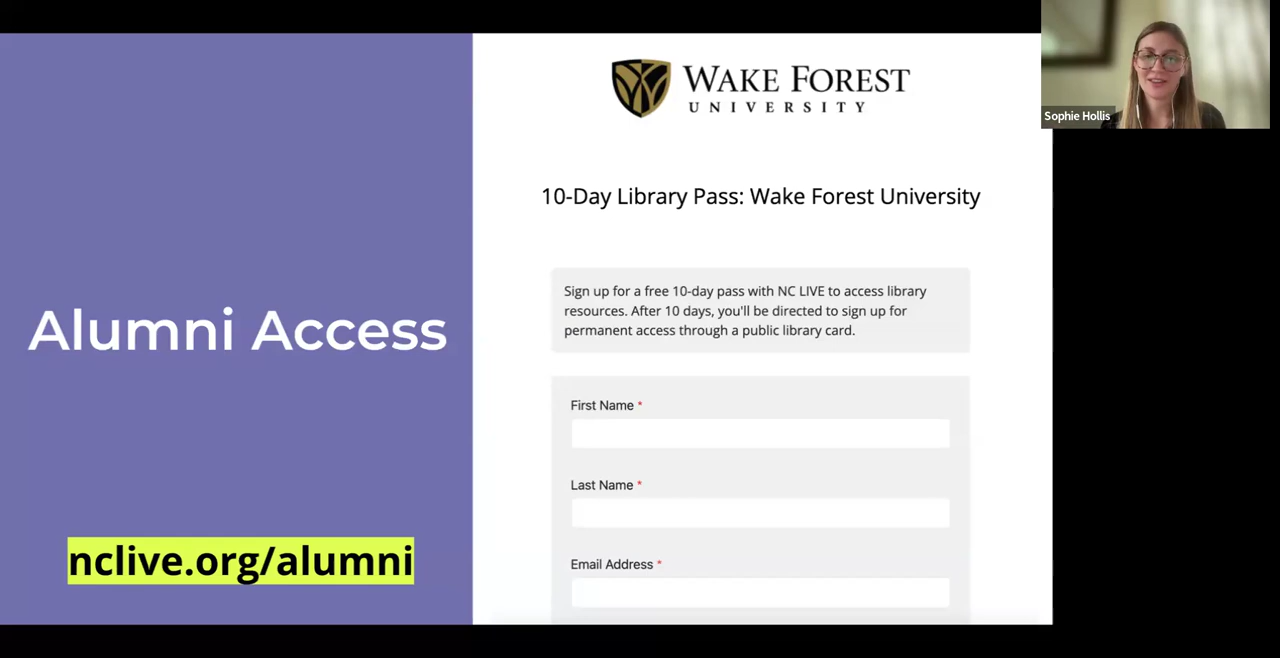 Alumni Access
nclive.org/alumni
WAKE FOREST
UNIVERSITY
10-Day Library Pass: Wake Forest University
Sign up for a free 10-day pass with NC LIVE to access library
resources. After 10 days, you'll be directed to sign up for
permanent access through a public library card.
First Name *
Last Name *
Email Address *
Sophie Hollis